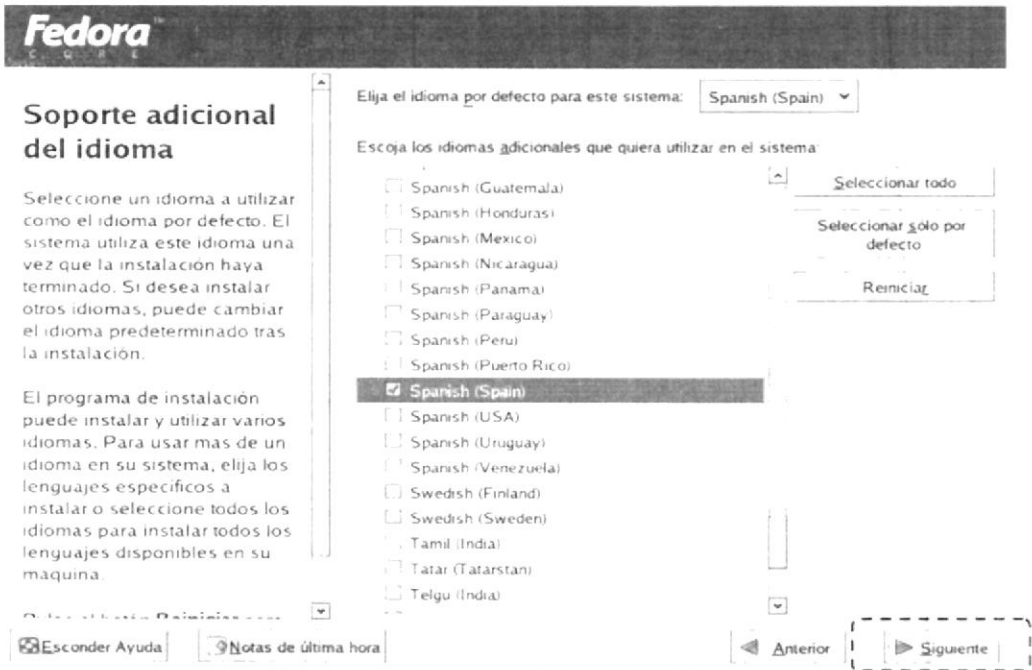 Fedora™
CORE
Soporte adicional
del idioma
Seleccione un idioma a utilizar
como el idioma por defecto. El
sistema utiliza este idioma una
vez que la instalación haya
terminado. Si desea instalar
otros idiomas, puede cambiar
el idioma predeterminado tras
la instalación.
El programa de instalación
puede instalar y utilizar varios
idiomas. Para usar mas de un
idioma en su sistema, elija los
lenguajes especificos a
instalar o seleccione todos los
idiomas para instalar todos los
lenguajes disponibles en su
maquina.
Elija el idioma por defecto para este sistema: Spanish (Spain)
Escoja los idiomas adicionales que quiera utilizar en el sistema:
Spanish (Guatemala)
Spanish (Honduras)
Spanish (Mexico)
Spanish (Nicaragua)
Spanish (Panama)
Spanish (Paraguay)
Spanish (Peru)
Spanish (Puerto Rico)
Spanish (Spain)
Spanish (USA)
Spanish (Uruguay)
Spanish (Venezuela)
Swedish (Finland)
Swedish (Sweden)
Tamil (India)
Tatar (Tatarstan)
Telgu (India)
Seleccionar todo
Seleccionar sólo por
defecto
Reiniciar
Esconder Ayuda
Notas de última hora
Anterior
Siguiente